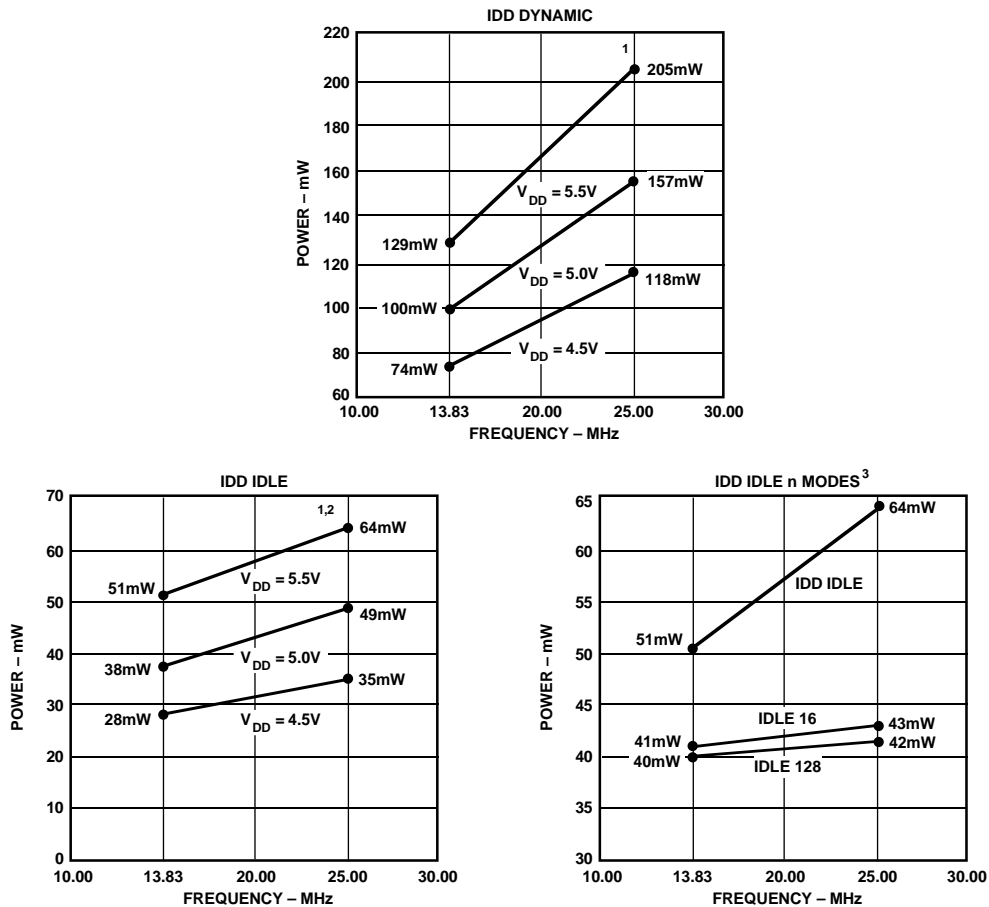 IDD DYNAMIC
220
200
180
160
140
120
100
80
60
POWER – mW
1
205mW
157mW
118mW
129mW
100mW
74mW
VDD = 5.5V
VDD = 5.0V
VDD = 4.5V
10.00 13.83 20.00 25.00 30.00
FREQUENCY – MHz
IDD IDLE
70
60
50
40
30
20
10
0
POWER – mW
1,2
64mW
51mW
VDD = 5.5V
49mW
38mW
VDD = 5.0V
35mW
28mW
VDD = 4.5V
10.00 13.83 20.00 25.00 30.00
FREQUENCY – MHz
IDD IDLE n MODES3
65
60
55
50
45
40
35
30
POWER – mW
64mW
IDD IDLE
51mW
IDLE 16
43mW
41mW
42mW
40mW
IDLE 128
10.00 13.83 20.00 25.00 30.00
FREQUENCY – MHz